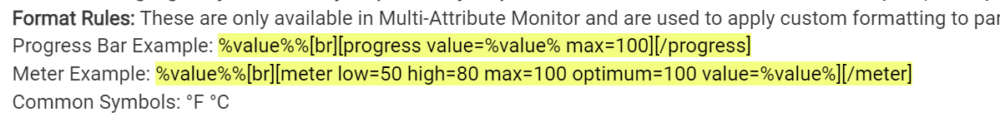 Format Rules: These are only available in Multi-Attribute Monitor and are used to apply custom formatting to par
Progress Bar Example: %value%%[br][progress value=%value% max=100][/progress]
Meter Example: %value%%[br][meter low=50 high=80 max=100 optimum=100 value=%value%][/meter]
Common Symbols: °F °C